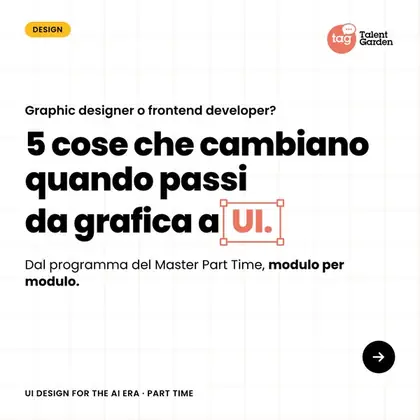 DESIGN
tag
Talent
Garden
Graphic designer o frontend developer?
5 cose che cambiano
quando passi
da grafica a UI.
Dal programma del Master Part Time, modulo per
modulo.
UI DESIGN FOR THE AI ERA · PART TIME